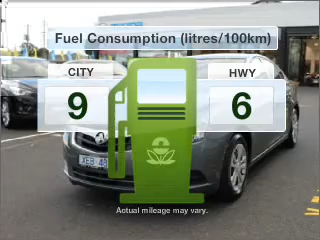 Fuel Consumption (litres/100km)
CITY HWY
9 6
Actual mileage may vary.